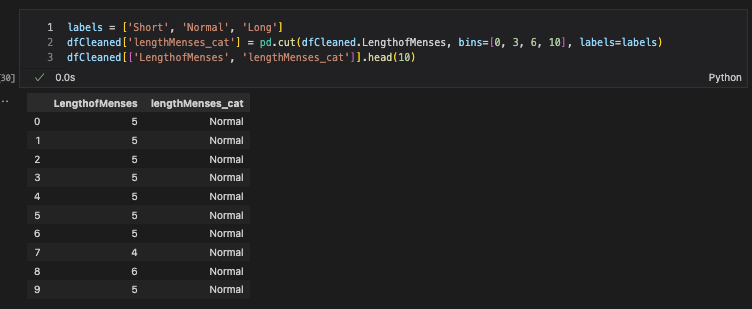 1 labels = ['Short', 'Normal', 'Long']
2 dfCleaned['lengthMenses_cat'] = pd.cut(dfCleaned.LengthofMenses, bins=[0, 3, 6, 10], labels=labels)
3 dfCleaned[['LengthofMenses', 'lengthMenses_cat']].head(10)
30] ✓ 0.0s Python
LengthofMenses lengthMenses_cat
0 5 Normal
1 5 Normal
2 5 Normal
3 5 Normal
4 5 Normal
5 5 Normal
6 5 Normal
7 4 Normal
8 6 Normal
9 5 Normal